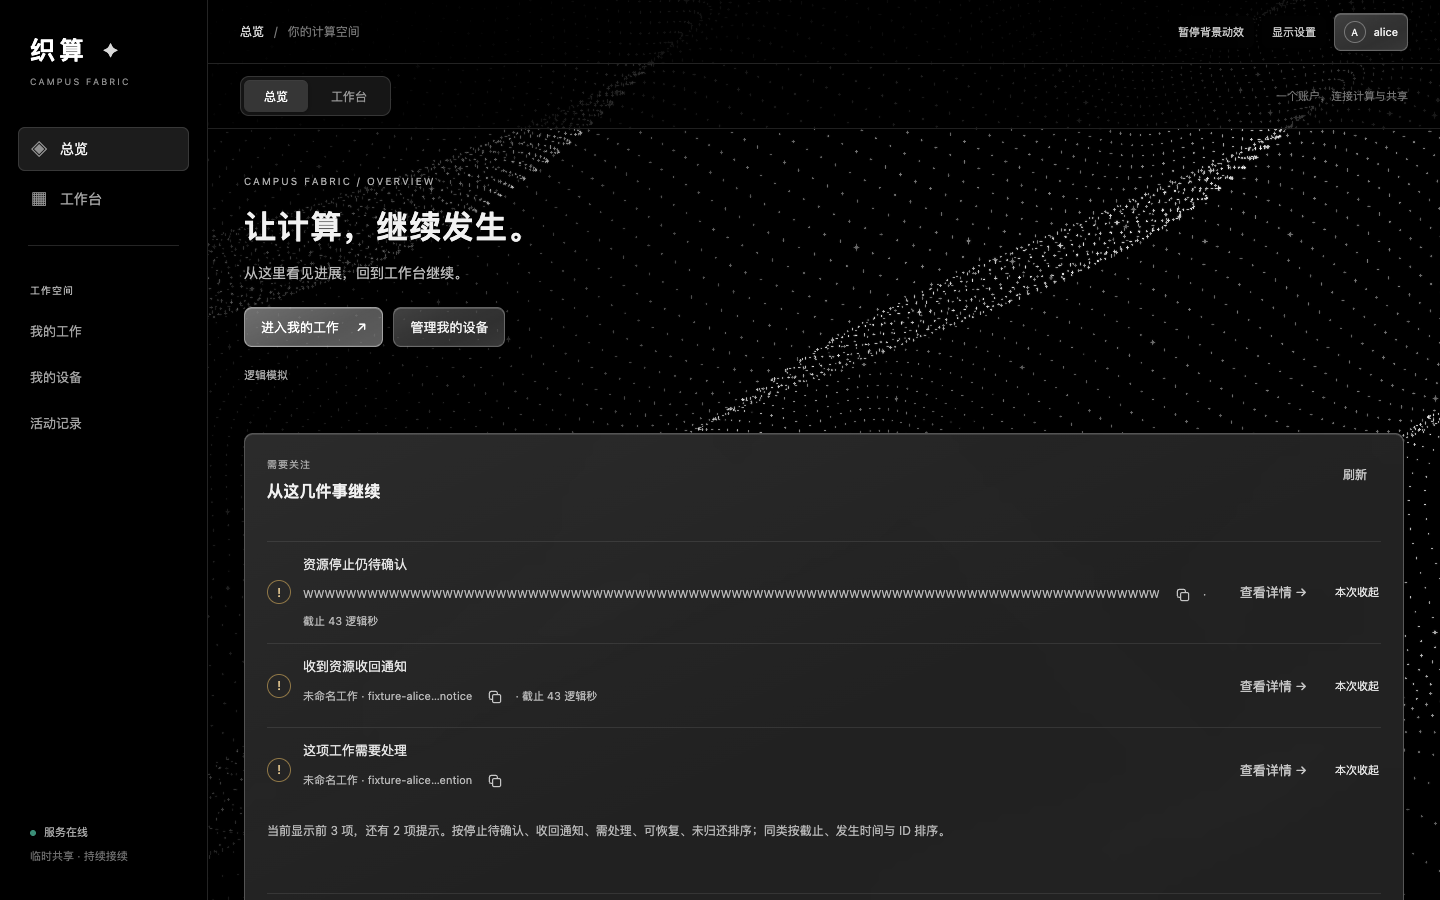 织算
CAMPUS FABRIC
总览
工作台
工作空间
我的工作
我的设备
活动记录
服务在线
临时共享 · 持续接续
总览 / 你的计算空间
暂停背景动效
显示设置
A alice
总览
工作台
一个账户，连接计算与共享
CAMPUS FABRIC / OVERVIEW
让计算，继续发生。
从这里看见进展，回到工作台继续。
进入我的工作 ↗
管理我的设备
逻辑模拟
需要关注
从这几件事继续
刷新
资源停止仍待确认
! WWWWWWWWWWWWWWWWWWWWWWWWWWWWWWWWWWWWWWWWWWWWWWWWWWWWWWWWWWWWWWWWWWWWWWWWWWWWWWWW ·
截止 43 逻辑秒
查看详情 →
本次收起
收到资源收回通知
! 未命名工作 · fixture-alice...notice · 截止 43 逻辑秒
查看详情 →
本次收起
这项工作需要处理
! 未命名工作 · fixture-alice...ention
查看详情 →
本次收起
当前显示前 3 项，还有 2 项提示。按停止待确认、收回通知、需处理、可恢复、未归还排序；同类按截止、发生时间与 ID 排序。